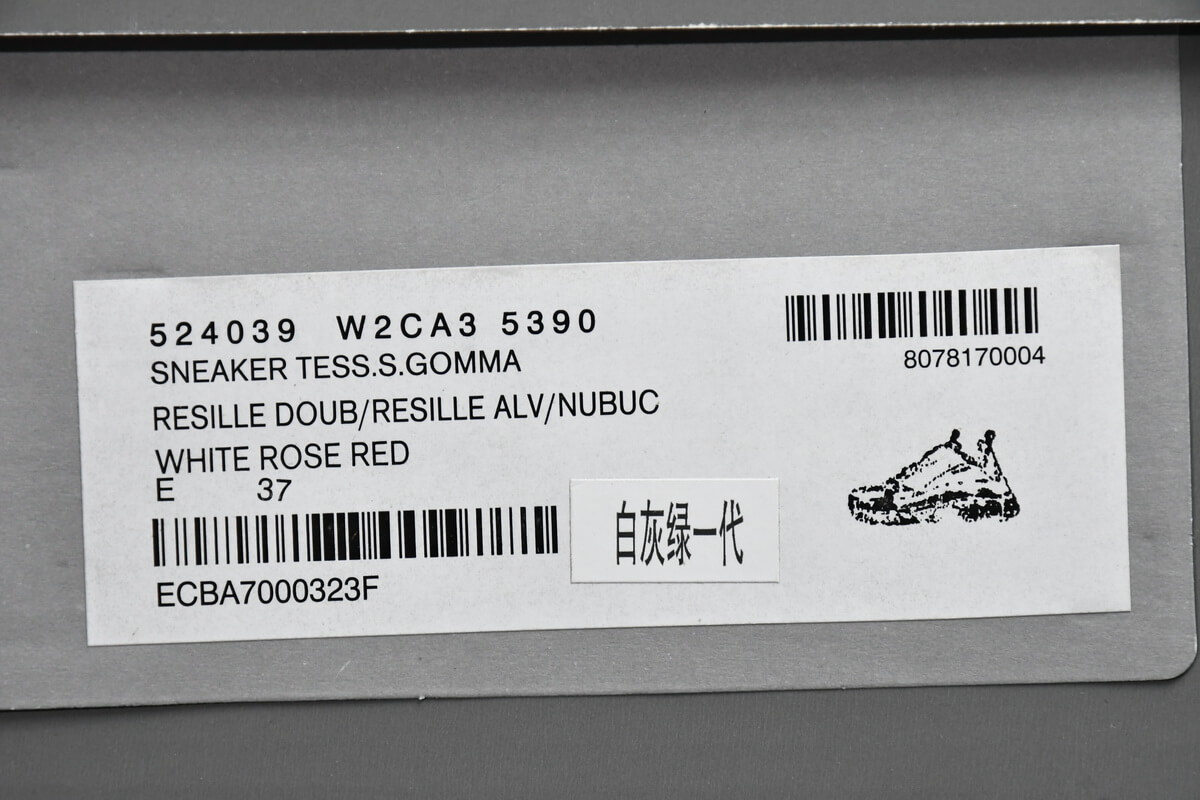 524039 W2CA3 5390
SNEAKER TESS.S.GOMMA
RESILLE DOUB/RESILLE ALV/NUBUC
WHITE ROSE RED
E 37
ECBA7000323F
8078170004
白灰绿一代